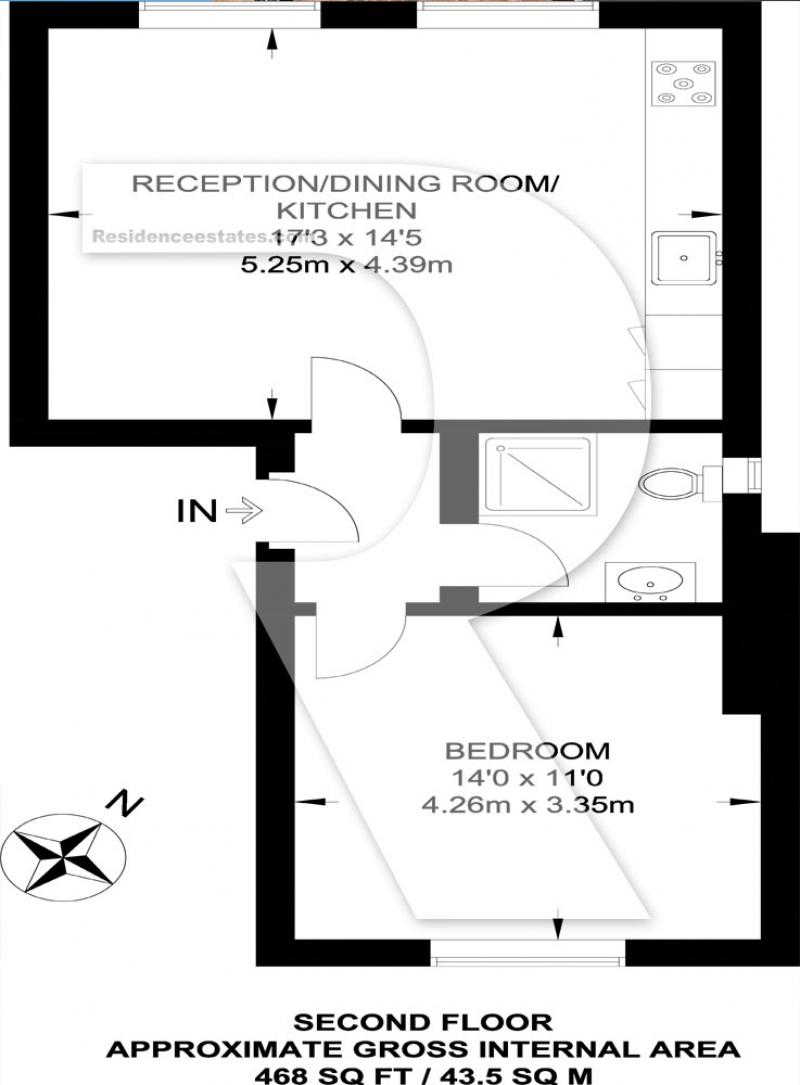 RECEPTION/DINING ROOM/
KITCHEN
Residenceestates.com
17'3 x 14'5
5.25m x 4.39m
IN
BEDROOM
14'0 x 11'0
4.26m x 3.35m
N
SECOND FLOOR
APPROXIMATE GROSS INTERNAL AREA
468 SQ FT / 43.5 SQ M